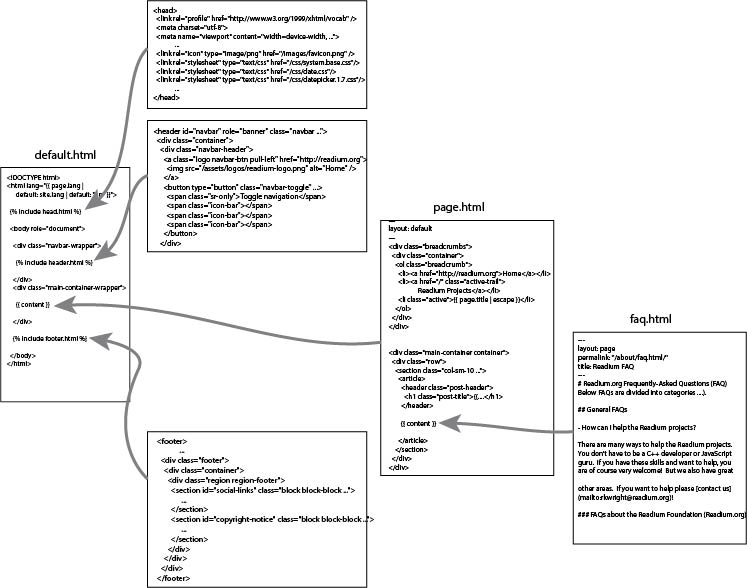 <head>
<link rel="profile" href="http://www.w3.org/1999/xhtml/vocab" />
<meta charset="utf-8">
<meta name="viewport" content="width=device-width, ...">
...
<link rel="icon" type="image/png" href="/images/favicon.png" />
<link rel="stylesheet" type="text/css" href="/css/system.base.css"/>
<link rel="stylesheet" type="text/css" href="/css/date.css"/>
<link rel="stylesheet" type="text/css" href="/css/datepicker.1.7.css"/>
...
</head>
<header id="navbar" role="banner" class="navbar ...">
<div class="container">
<div class="navbar-header">
<a class="logo navbar-btn pull-left" href="http://readium.org">
<img src="/assets/logos/readium-logo.png" alt="Home" />
</a>
<button type="button" class="navbar-toggle" ...>
<span class="sr-only">Toggle navigation</span>
<span class="icon-bar"></span>
<span class="icon-bar"></span>
<span class="icon-bar"></span>
</button>
</div>
default.html
<!DOCTYPE html>
<html lang="{{ page.lang |
default: site.lang | default: }}">
{% include head.html %}
<body role="document">
<div class="navbar-wrapper">
{% include header.html %}
</div>
<div class="main-container-wrapper">
{{ content }}
</div>
{% include footer.html %}
</body>
</html>
<footer>
...
<div class="footer">
<div class="container">
<div class="region region-footer">
<section id="social-links" class="block block-block ...">
...
</section>
<section id="copyright-notice" class="block block-block ...">
...
</section>
</div>
</div>
</div>
</footer>
page.html
---
layout: default
---
<div class="breadcrumbs">
<div class="container">
<ol class="breadcrumb">
<li><a href="http://readium.org">Home</a></li>
<li><a href="/" class="active-trail">
Readium Projects</a></li>
<li class="active">{{ page.title | escape }}</li>
</ol>
</div>
</div>
<div class="main-container container">
<div class="row">
<section class="col-sm-10 ...">
<article>
<header class="post-header">
<h1 class="post-title">{{...</h1>
</header>
{{ content }}
</article>
</section>
</div>
</div>
faq.html
---
layout: page
permalink: "/about/faq.html/"
title: Readium FAQ
---
# Readium.org Frequently-Asked Questions (FAQ)
Below FAQs are divided into categories ....).
## General FAQs
- How can I help the Readium projects?
There are many ways to help the Readium projects.
You don't have to be a C++ developer or JavaScript
guru. If you have these skills and want to help, you
are of course very welcome! But we also have great
other areas. If you want to help please [contact us]
(mailto:rkwright@readium.org)!
### FAQs about the Readium Foundation (Readium.org)